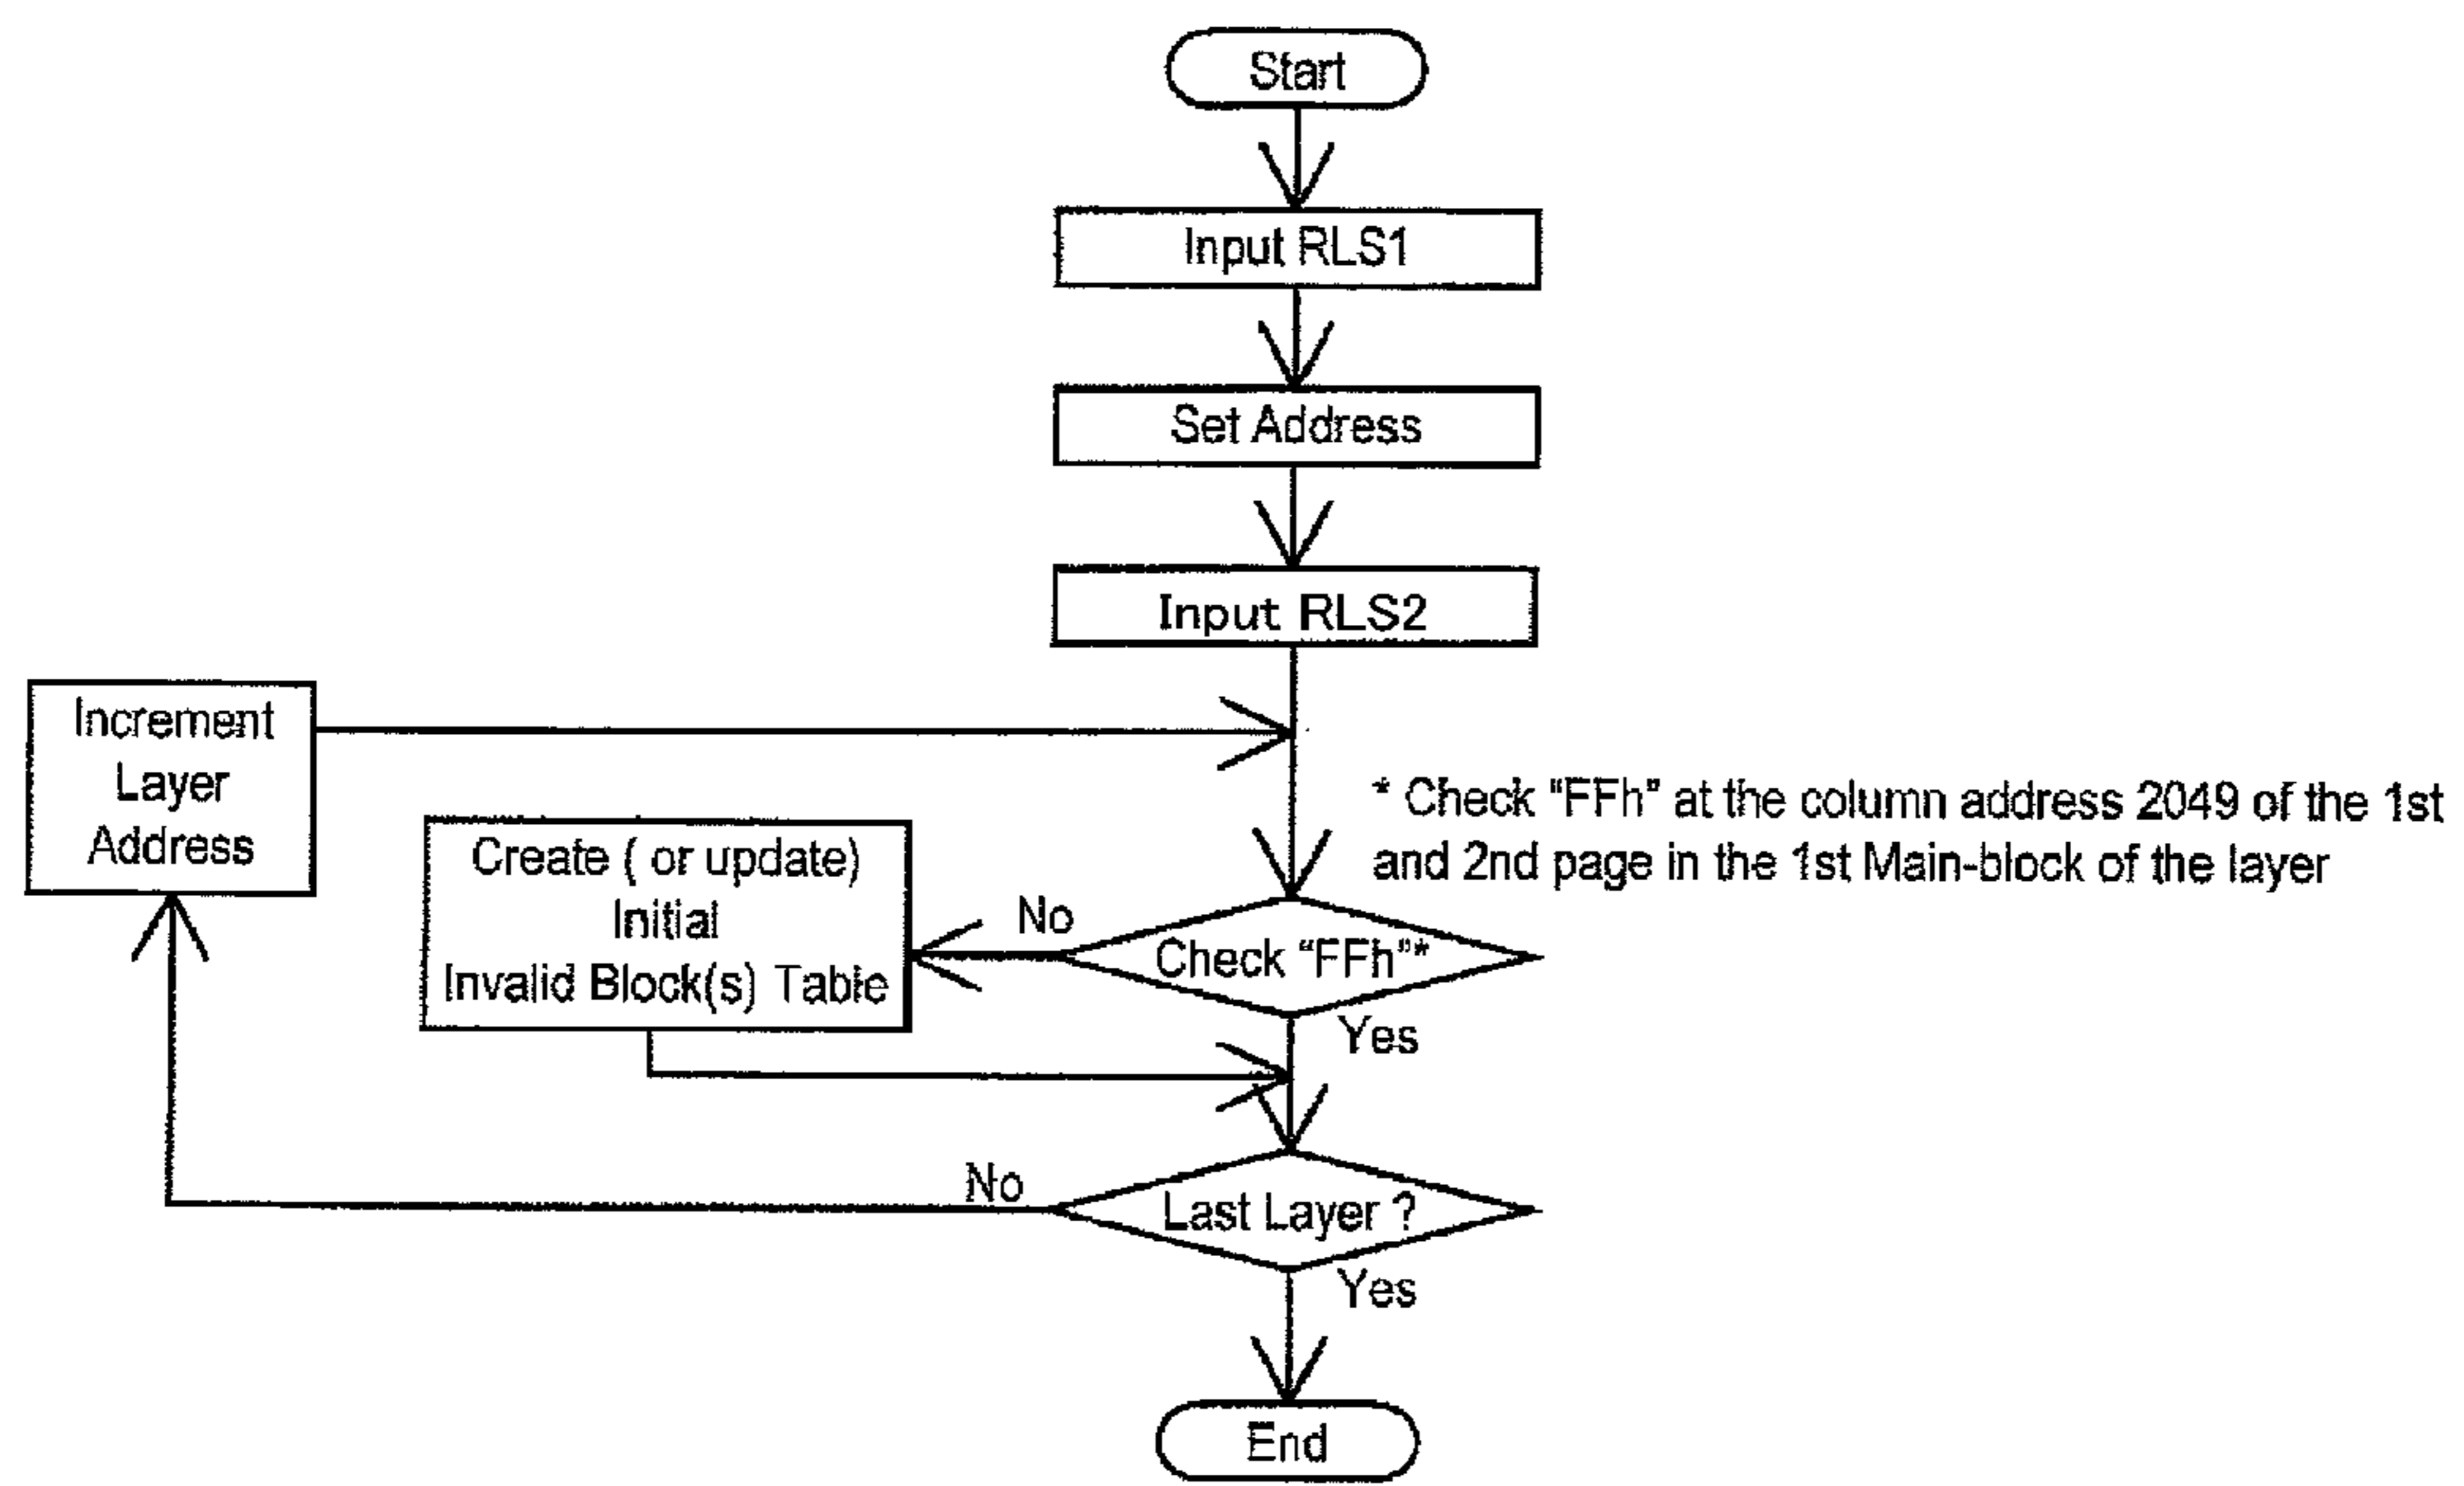 Start
Input RLS1
Set Address
Input RLS2
Increment
Layer
Address
* Check “FFh” at the column address 2049 of the 1st
and 2nd page in the 1st Main-block of the layer
Create ( or update)
Initial
Invalid Block(s) Table
No
Check “FFh”*
Yes
No
Last Layer ?
Yes
End